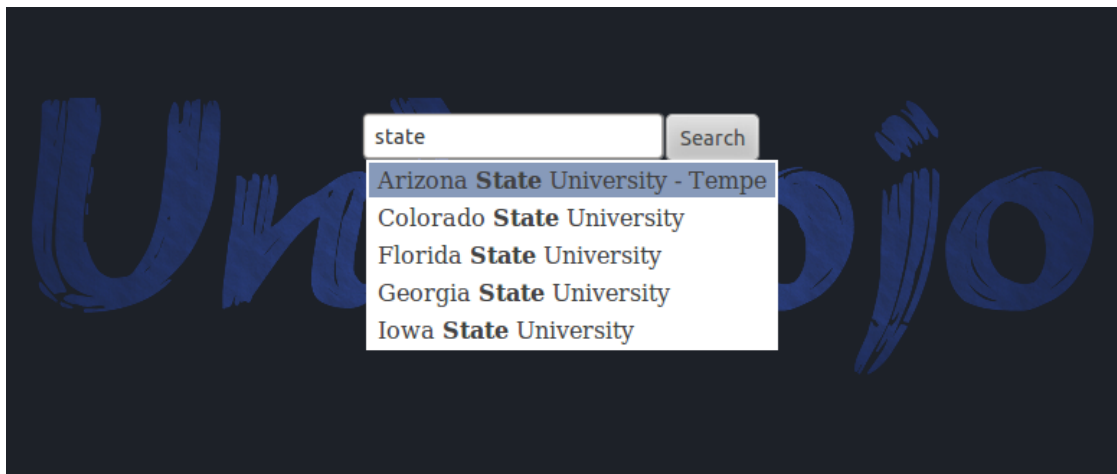 state
Search
Arizona State University - Tempe
Colorado State University
Florida State University
Georgia State University
Iowa State University